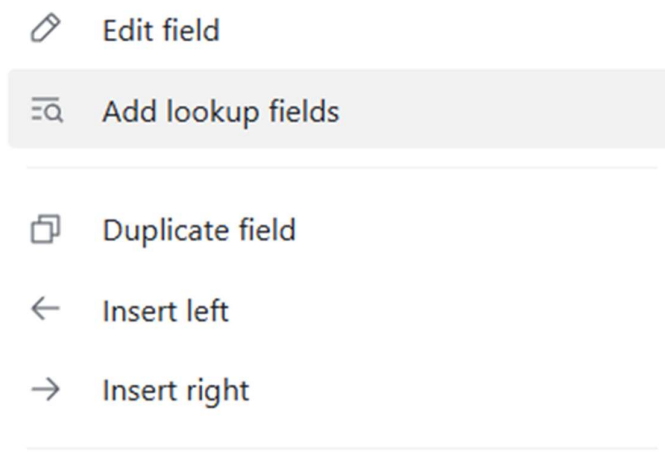 Edit field
Add lookup fields
Duplicate field
Insert left
Insert right